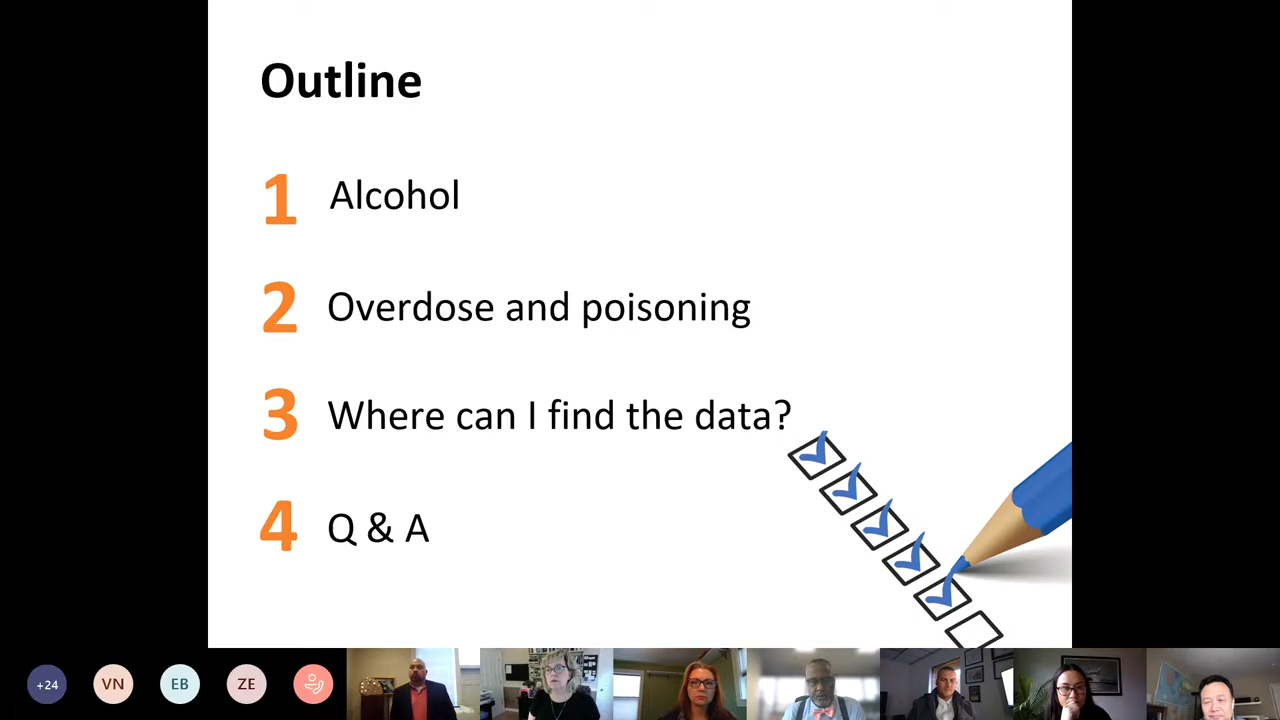 Outline
1 Alcohol
2 Overdose and poisoning
3 Where can I find the data?
4 Q & A
+24 VN EB ZE